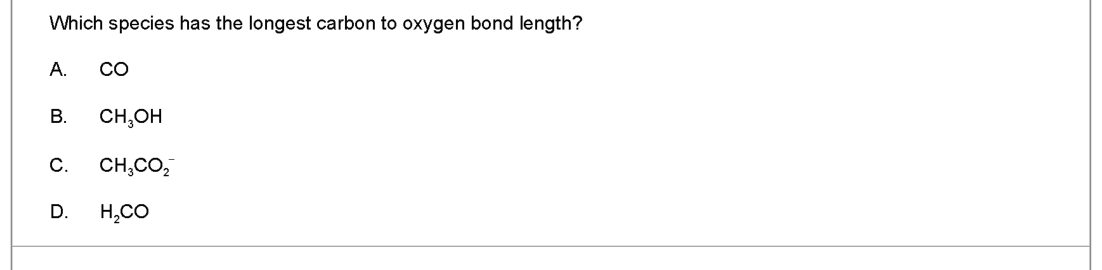 Which species has the longest carbon to oxygen bond length?
A. CO
B. CH₃OH
C. CH₃CO₂⁻
D. H₂CO